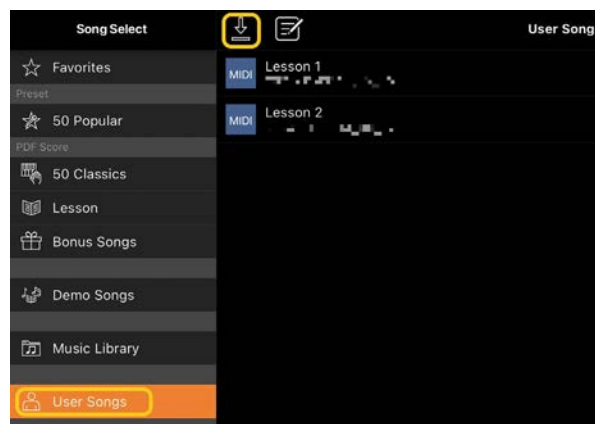 Song Select
User Song
Favorites
Preset
50 Popular
PDF Score
50 Classics
Lesson
Bonus Songs
Demo Songs
Music Library
User Songs
MIDI
Lesson 1
MIDI
Lesson 2